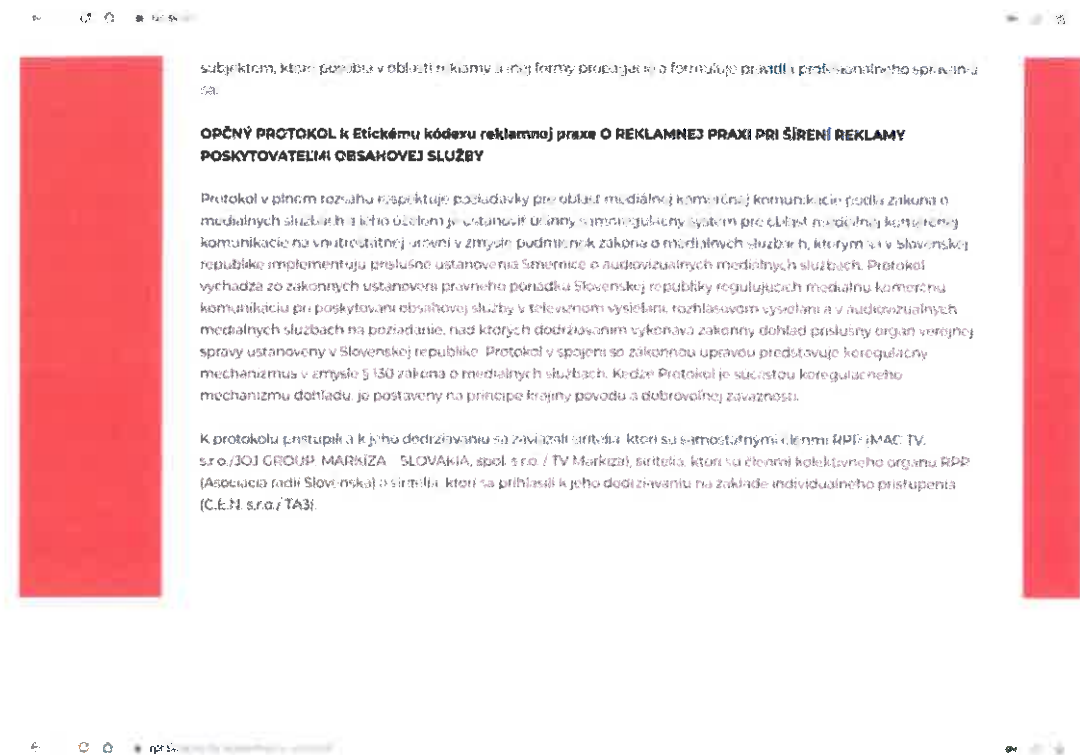 subjektom, ktorí pôsobia v oblasti reklamy a inej formy propagácie a formuluje pravidlá profesionálneho správania
sa.
OPČNÝ PROTOKOL k Etickému kódexu reklamnej praxe O REKLAMNEJ PRAXI PRI ŠÍRENÍ REKLAMY
POSKYTOVATEĽMI OBSAHOVEJ SLUŽBY
Protokol v plnom rozsahu rešpektuje požiadavky pre oblasť mediálnej komerčnej komunikácie podľa zákona o
mediálnych službách a jeho účelom je ustanoviť účinný samoregulačný systém pre oblasť mediálnej komerčnej
komunikácie na vnútroštátnej úrovni v zmysle podmienok zákona o mediálnych službách, ktorým sa v Slovenskej
republike implementujú príslušné ustanovenia Smernice o audiovizuálnych mediálnych službách. Protokol
vychádza zo zákonných ustanovení právneho poriadku Slovenskej republiky regulujúcich mediálnu komerčnú
komunikáciu pri poskytovaní obsahovej služby v televíznom vysielaní, rozhlasovom vysielaní a v audiovizuálnych
mediálnych službách na požiadanie, nad ktorých dodržiavaním vykonáva zákonný dohľad príslušný orgán verejnej
správy ustanovený v Slovenskej republike. Protokol v spojení so zákonnou úpravou predstavuje koregulačný
mechanizmus v zmysle § 130 zákona o mediálnych službách. Keďže Protokol je súčasťou koregulačného
mechanizmu dohľadu, je postavený na princípe krajiny pôvodu a dobrovoľnej záväznosti.
K protokolu pristúpili a k jeho dodržiavaniu sa zaviazali šíritelia, ktorí sú samostatnými členmi RPR (MAC TV,
s.r.o./JOJ GROUP, MARKÍZA - SLOVAKIA, spol. s r.o. / TV Markíza), šíritelia, ktorí sú členmi kolektívneho orgánu RPR
(Asociácia rádií Slovenska) a šíritelia, ktorí sa prihlásili k jeho dodržiavaniu na základe individuálneho pristúpenia
(C.E.N. s.r.o./ TA3).